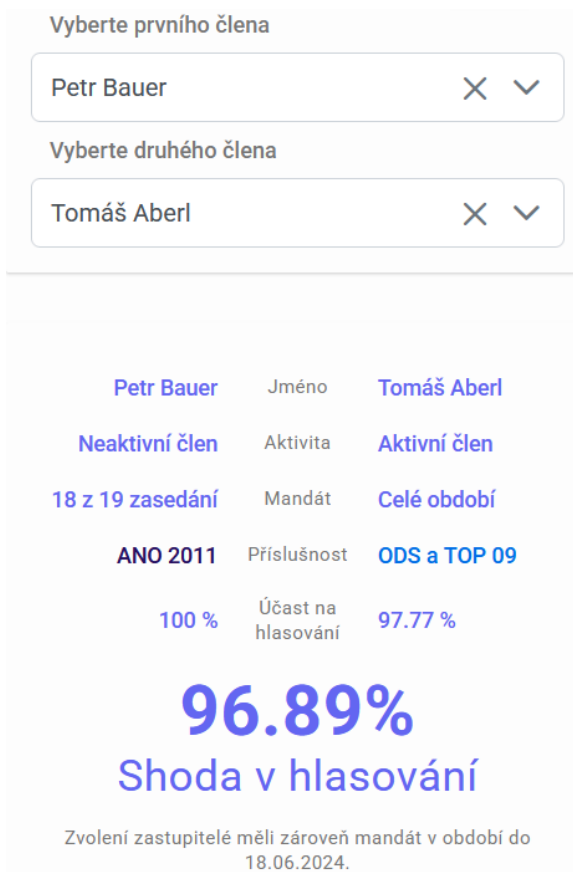 Vyberte prvního člena
Petr Bauer
Vyberte druhého člena
Tomáš Aberl
Petr Bauer Jméno Tomáš Aberl
Neaktivní člen Aktivita Aktivní člen
18 z 19 zasedání Mandát Celé období
ANO 2011 Příslušnost ODS a TOP 09
100 % Účast na hlasování 97.77 %
96.89%
Shoda v hlasování
Zvolení zastupitelé měli zároveň mandát v období do
18.06.2024.